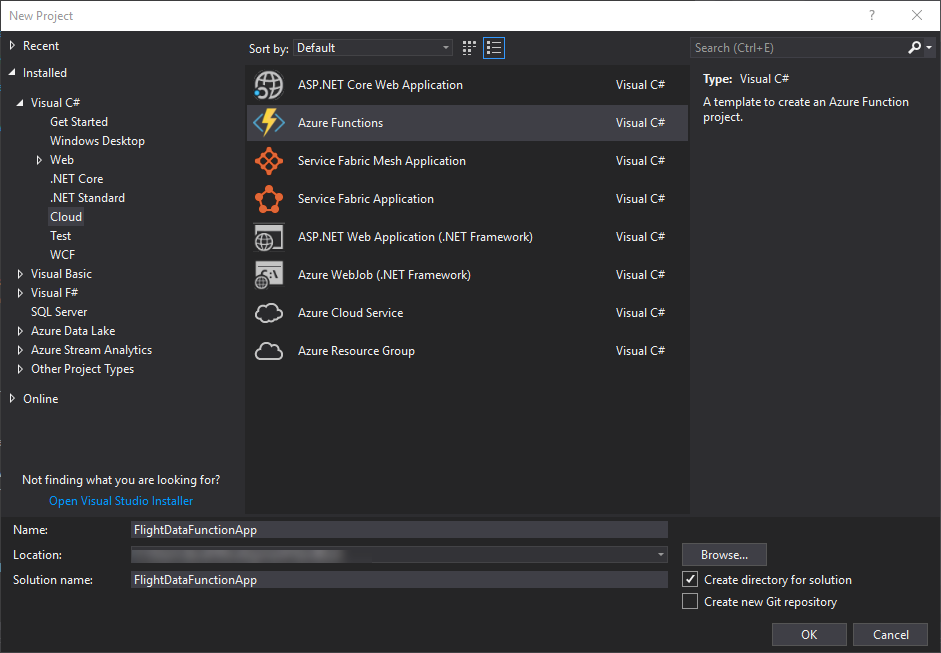 New Project
?
Recent
Installed
Visual C#
Get Started
Windows Desktop
Web
.NET Core
.NET Standard
Cloud
Test
WCF
Visual Basic
Visual F#
SQL Server
Azure Data Lake
Azure Stream Analytics
Other Project Types
Online
Not finding what you are looking for?
Open Visual Studio Installer
Sort by: Default
ASP.NET Core Web Application Visual C#
Azure Functions Visual C#
Service Fabric Mesh Application Visual C#
Service Fabric Application Visual C#
ASP.NET Web Application (.NET Framework) Visual C#
Azure WebJob (.NET Framework) Visual C#
Azure Cloud Service Visual C#
Azure Resource Group Visual C#
Search (Ctrl+E)
Type: Visual C#
A template to create an Azure Function
project.
Name: FlightDataFunctionApp
Location:
Browse...
Solution name: FlightDataFunctionApp
Create directory for solution
Create new Git repository
OK
Cancel